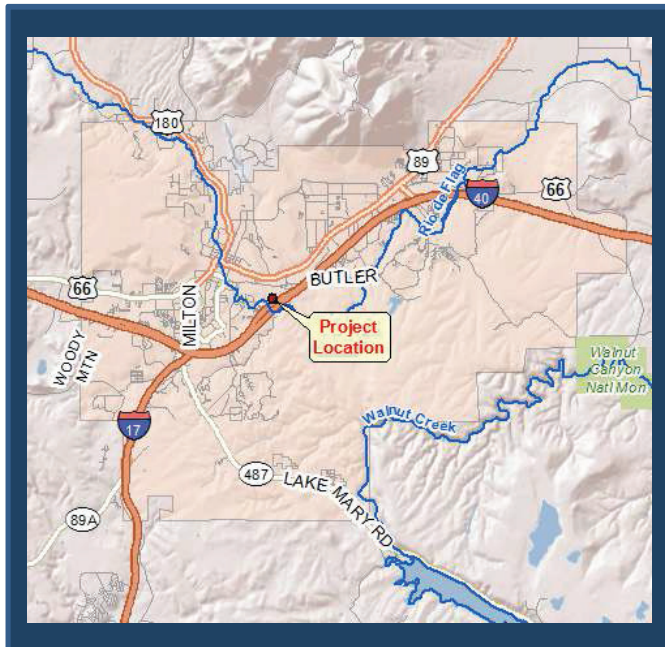 180
89
Rio de Flag
66
40
BUTLER
66
MILTON
Project
Location
WOODY
MTN
Walnut
Canyon
Nat'l Mon
Walnut Creek
17
487
LAKE MARY RD
89A